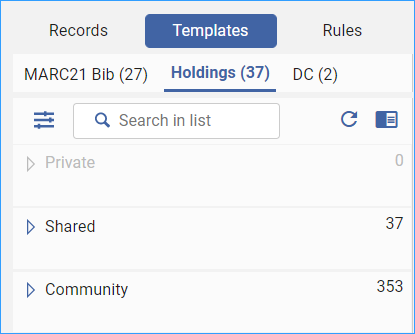 Records Templates Rules
MARC21 Bib (27) Holdings (37) DC (2)
Search in list
Private 0
Shared 37
Community 353